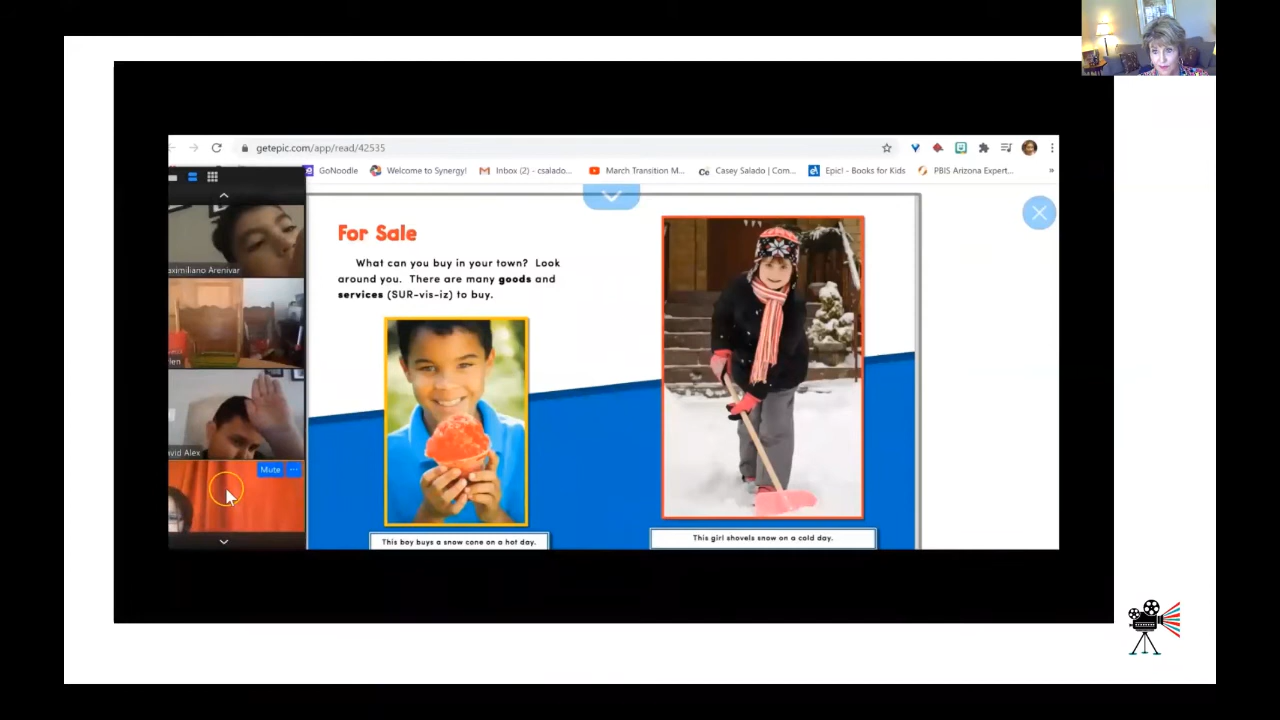 getepic.com/app/read/42535
GoNoodle
Welcome to Synergy!
Inbox (2) - csalado...
March Transition M...
Ce
Casey Salado | Com...
Epic! - Books for Kids
PBIS Arizona Expert...
»
aximiliano Arenivar
vid Alex
Mute
...
For Sale
What can you buy in your town? Look
around you. There are many goods and
services (SUR-vis-iz) to buy.
This boy buys a snow cone on a hot day.
This girl shovels snow on a cold day.